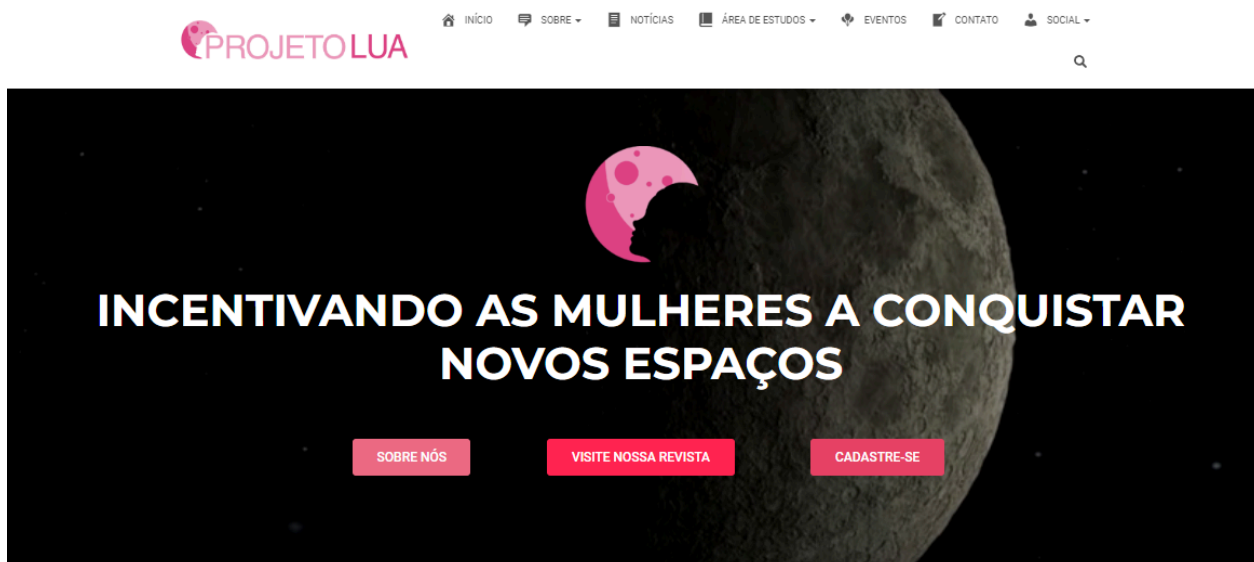 PROJETO LUA
INÍCIO SOBRE NOTÍCIAS ÁREA DE ESTUDOS EVENTOS CONTATO SOCIAL
INCENTIVANDO AS MULHERES A CONQUISTAR
NOVOS ESPAÇOS
SOBRE NÓS VISITE NOSSA REVISTA CADASTRE-SE